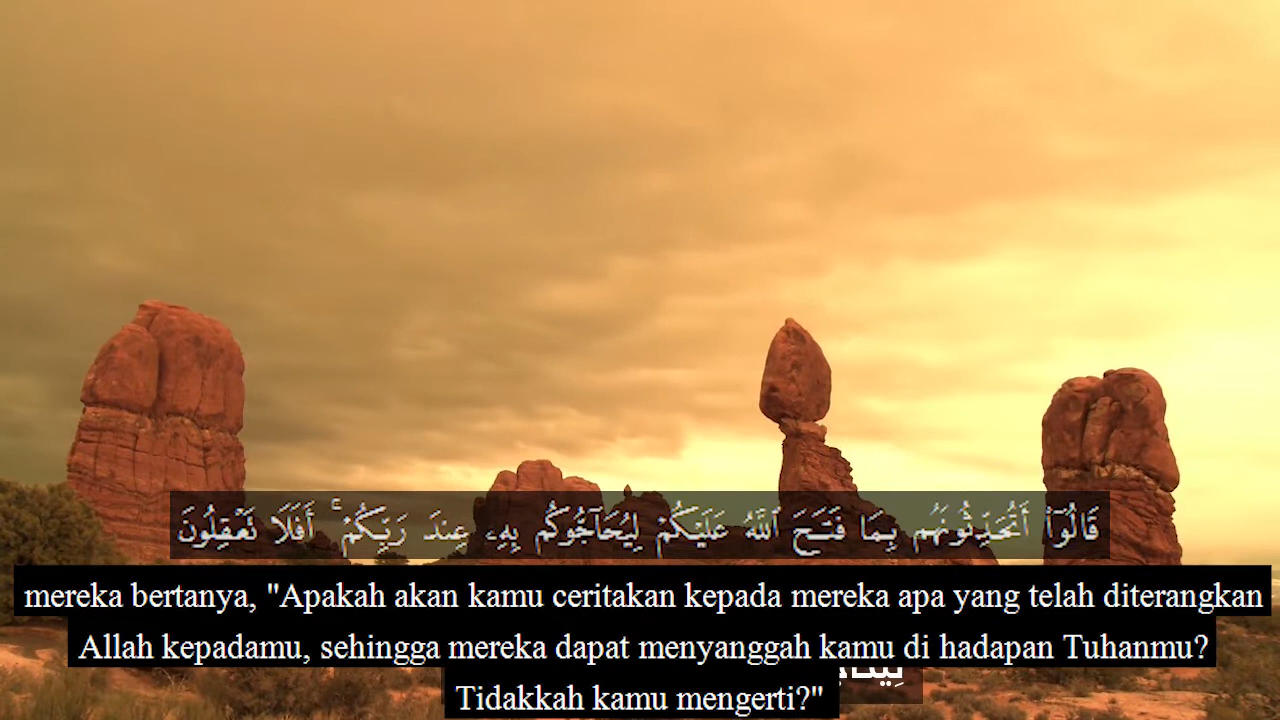 قَالُوٓا۟ أَتُحَدِّثُونَهُم بِمَا فَتَحَ ٱللَّهُ عَلَيْكُمْ لِيُحَآجُّوكُم بِهِۦ عِندَ رَبِّكُمْ ۚ أَفَلَا تَعْقِلُونَ
mereka bertanya, "Apakah akan kamu ceritakan kepada mereka apa yang telah diterangkan
Allah kepadamu, sehingga mereka dapat menyanggah kamu di hadapan Tuhanmu?
Tidakkah kamu mengerti?"